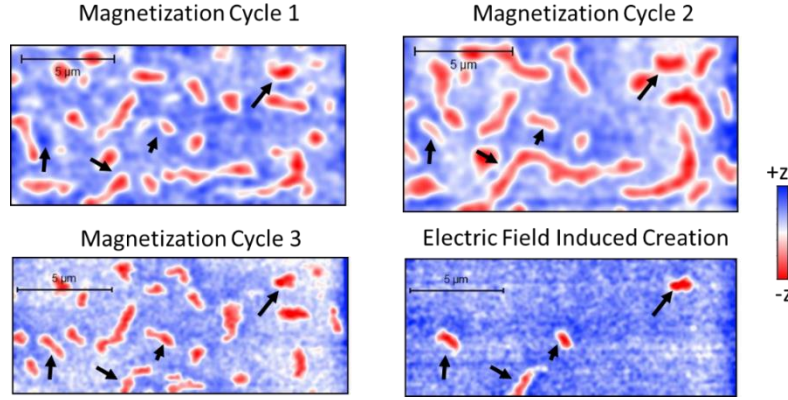 Magnetization Cycle 1
Magnetization Cycle 2
5 µm
5 µm
+z
-z
Magnetization Cycle 3
Electric Field Induced Creation
5 µm
5 µm